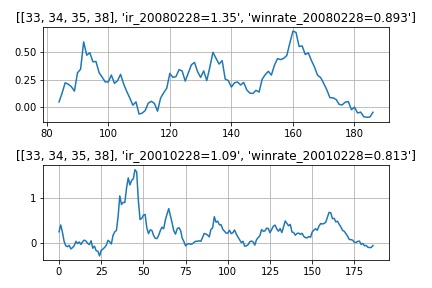 [[33, 34, 35, 38], 'ir_20080228=1.35', 'winrate_20080228=0.893']
0.50
0.25
0.00
80 100 120 140 160 180
[[33, 34, 35, 38], 'ir_20010228=1.09', 'winrate_20010228=0.813']
1
0
0 25 50 75 100 125 150 175